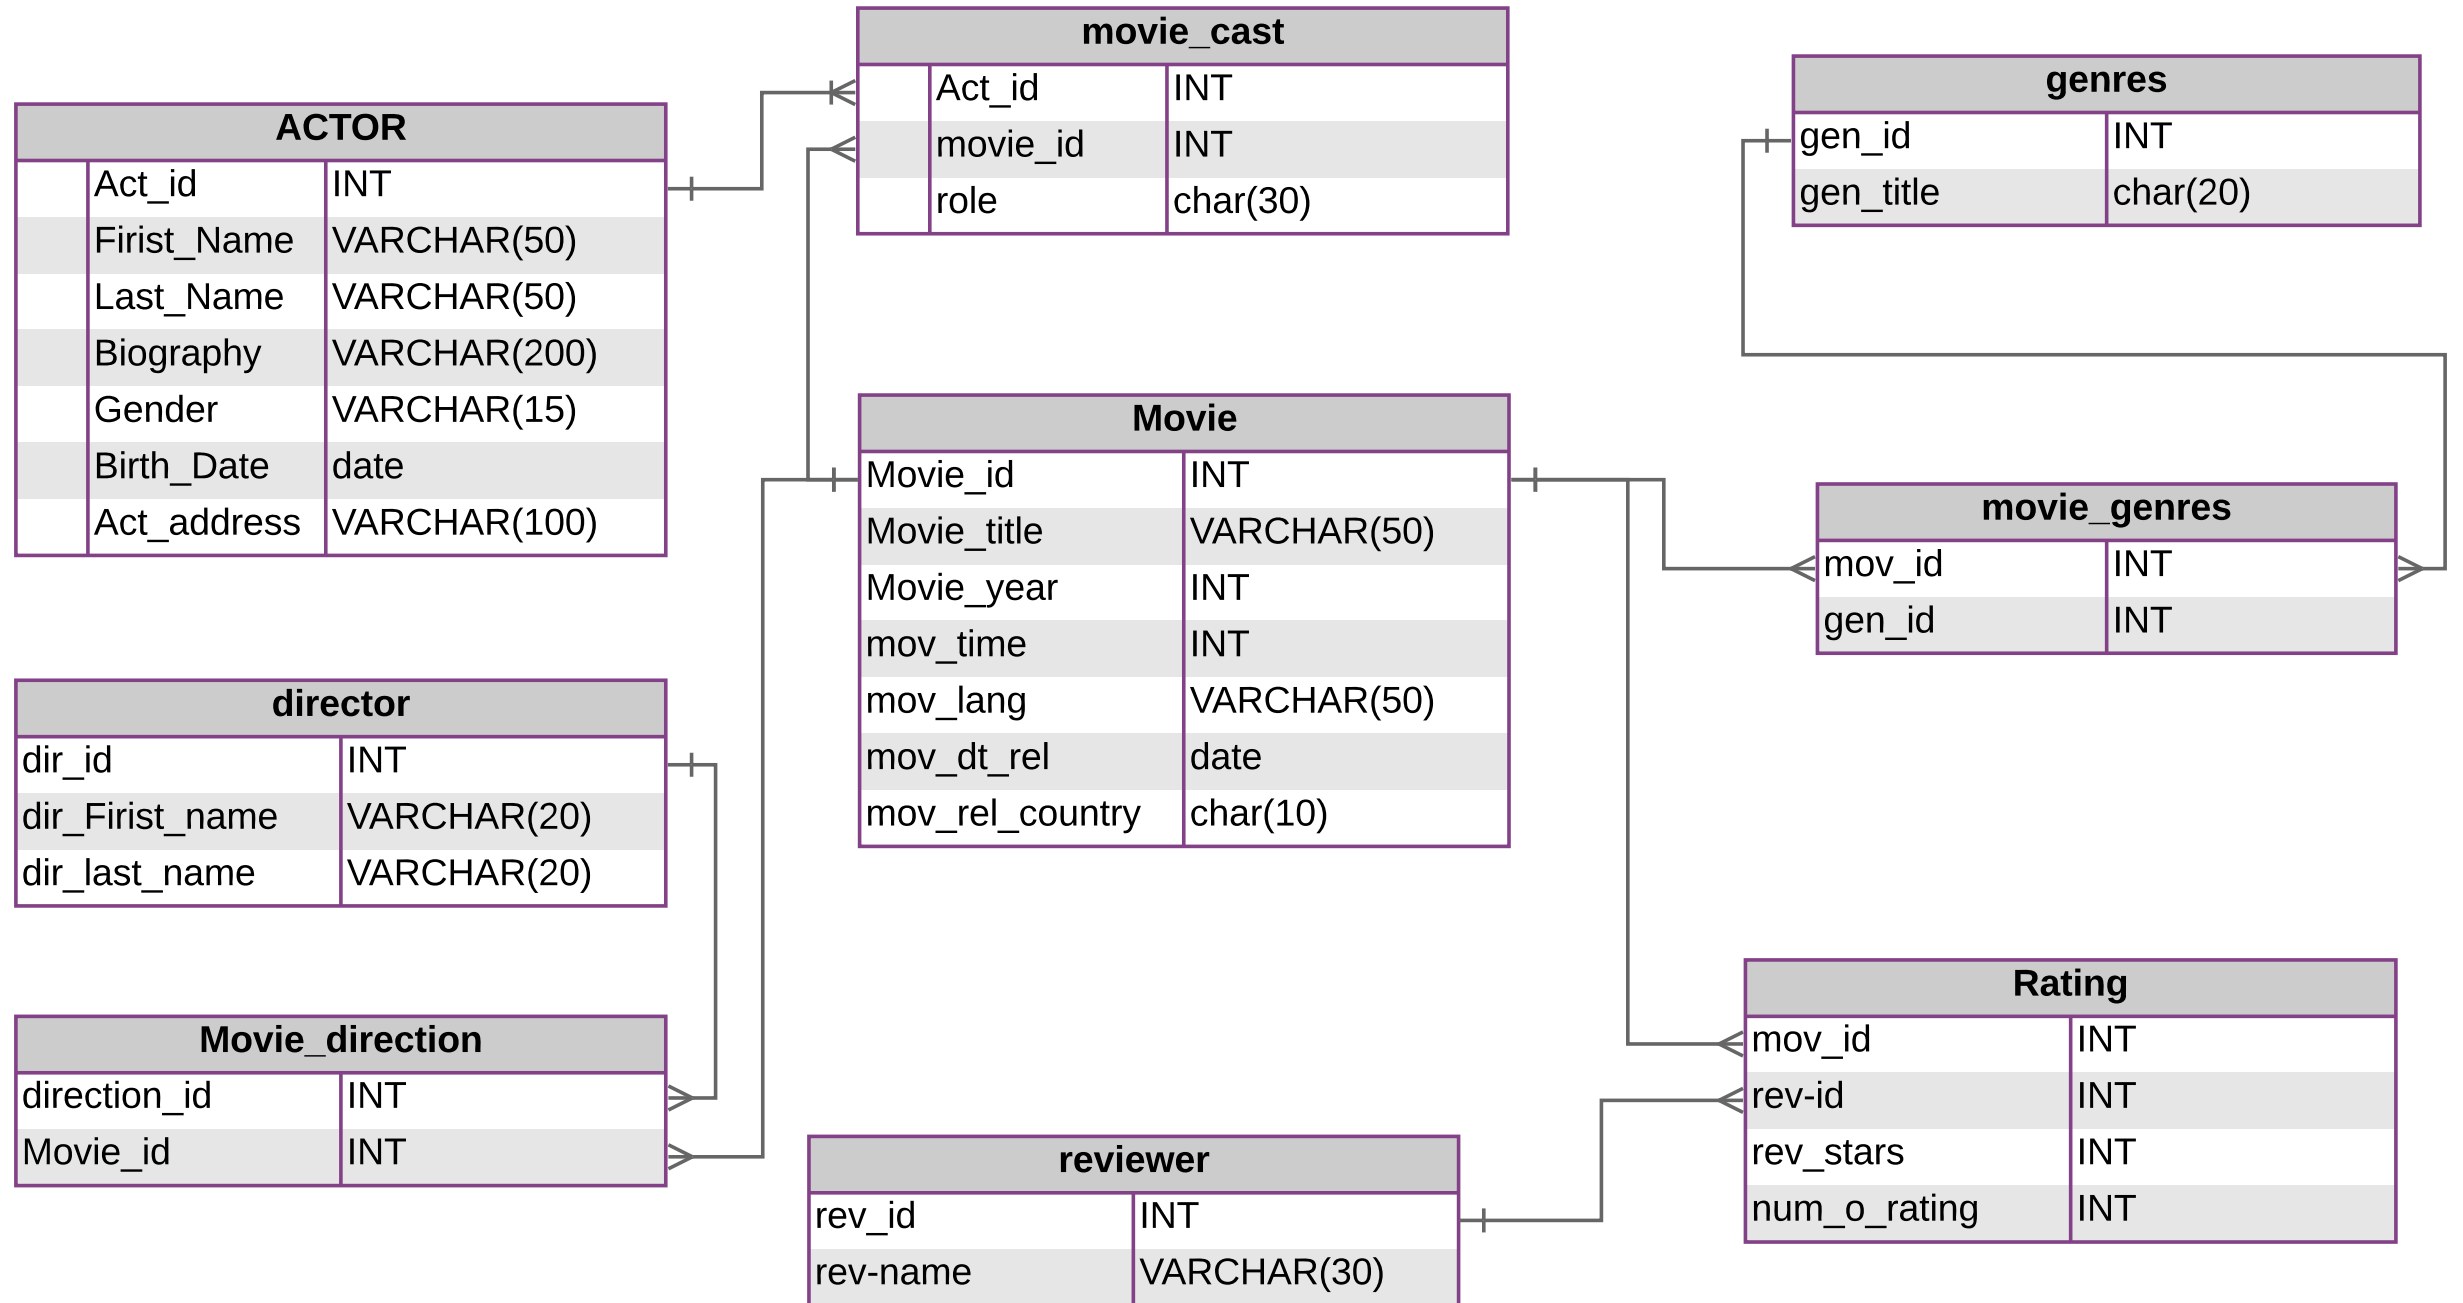 movie_cast
Act_id INT
movie_id INT
role char(30)
genres
gen_id INT
gen_title char(20)
ACTOR
Act_id INT
Firist_Name VARCHAR(50)
Last_Name VARCHAR(50)
Biography VARCHAR(200)
Gender VARCHAR(15)
Birth_Date date
Act_address VARCHAR(100)
Movie
Movie_id INT
Movie_title VARCHAR(50)
Movie_year INT
mov_time INT
mov_lang VARCHAR(50)
mov_dt_rel date
mov_rel_country char(10)
movie_genres
mov_id INT
gen_id INT
director
dir_id INT
dir_Firist_name VARCHAR(20)
dir_last_name VARCHAR(20)
Movie_direction
direction_id INT
Movie_id INT
reviewer
rev_id INT
rev-name VARCHAR(30)
Rating
mov_id INT
rev-id INT
rev_stars INT
num_o_rating INT